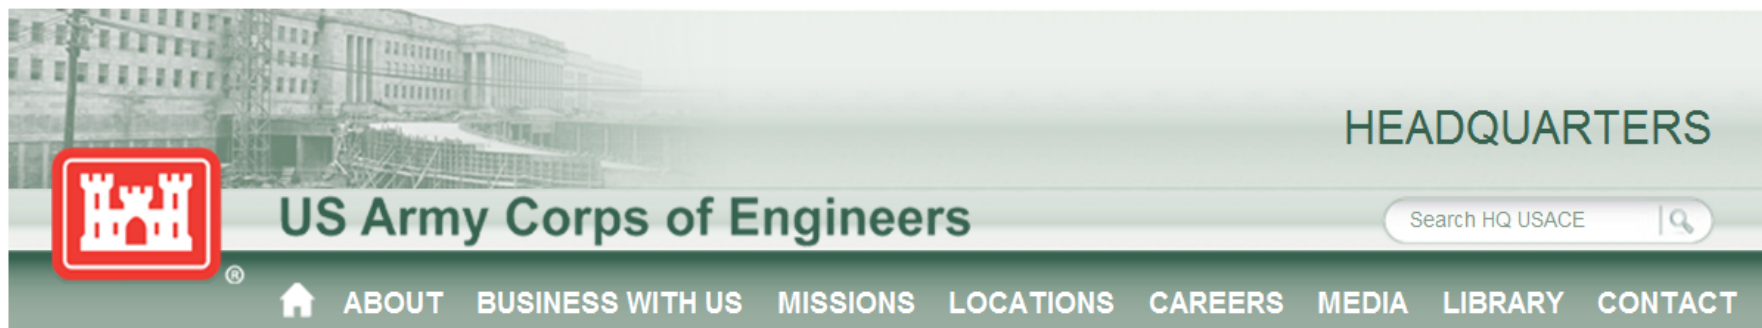 HEADQUARTERS
US Army Corps of Engineers
Search HQ USACE
®
ABOUT BUSINESS WITH US MISSIONS LOCATIONS CAREERS MEDIA LIBRARY CONTACT